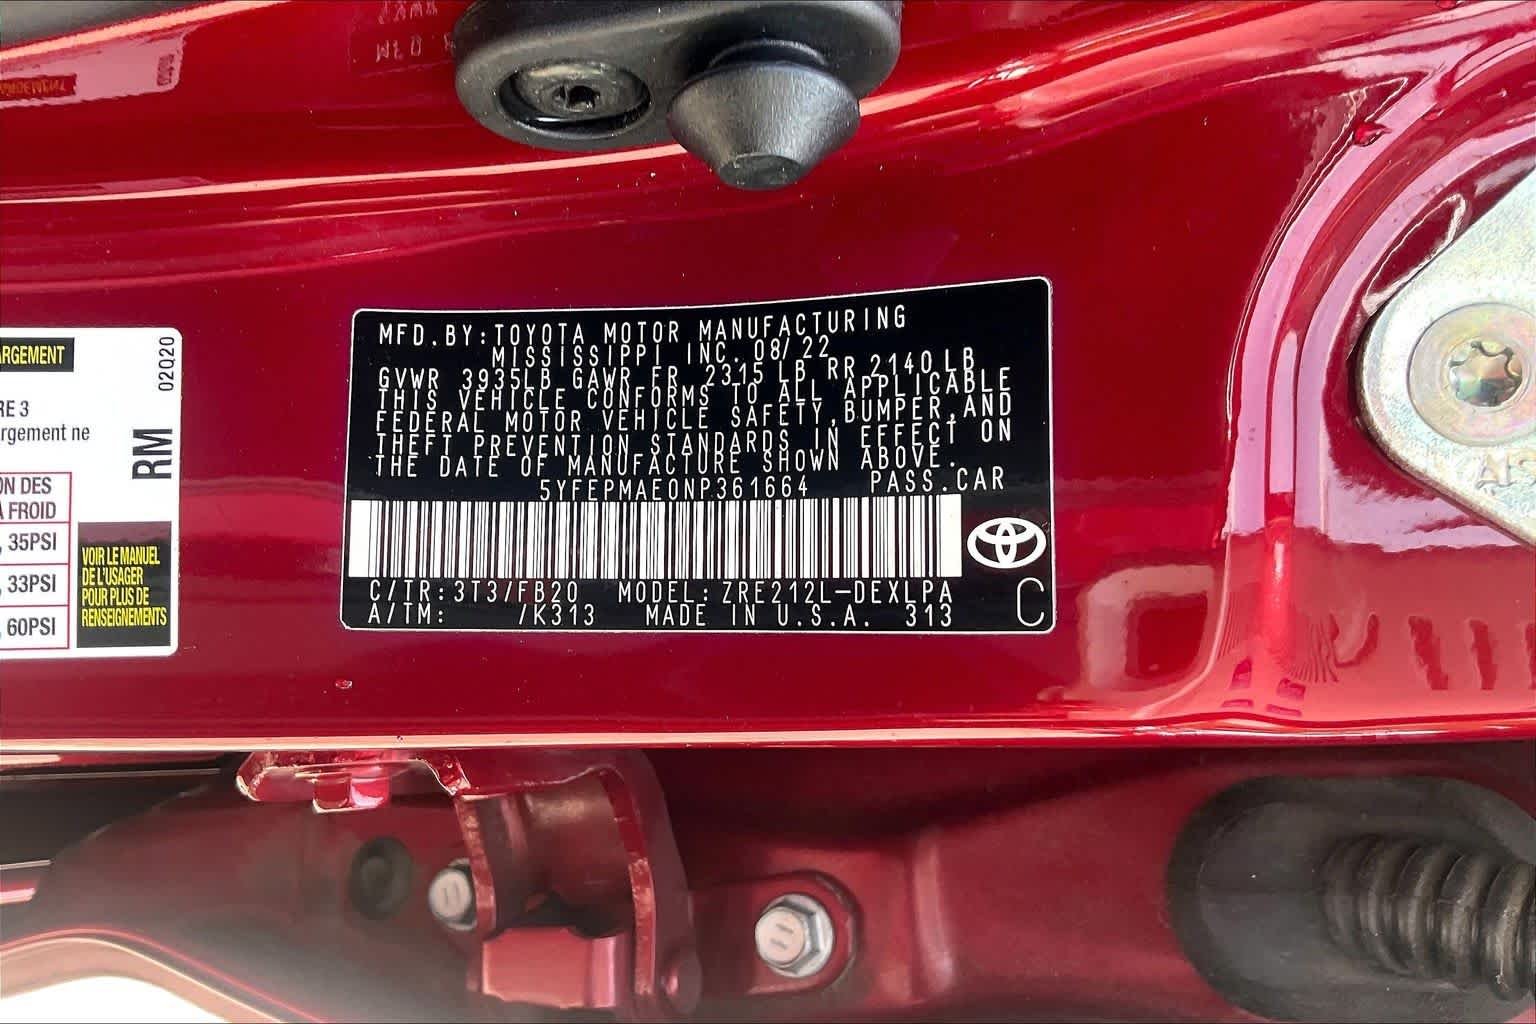 ARGEMENT
RE 3
argement ne
ON DES
À FROID
, 35PSI
, 33PSI
, 60PSI
02020
RM
VOIR LE MANUEL
DE L'USAGER
POUR PLUS DE
RENSEIGNEMENTS
MFD. BY: TOYOTA MOTOR MANUFACTURING
MISSISSIPPI INC. 08/22
GVWR 3935LB GAWR FR 2315 LB RR 2140LB
THIS VEHICLE CONFORMS TO ALL APPLICABLE
FEDERAL MOTOR VEHICLE SAFETY, BUMPER, AND
THEFT PREVENTION STANDARDS IN EFFECT ON
THE DATE OF MANUFACTURE SHOWN ABOVE.
5YFEPMAE0NP361664 PASS. CAR
C/TR: 3T3/FB20 MODEL: ZRE212L-DEXLPA
A/TM: /K313 MADE IN U.S.A. 313
C